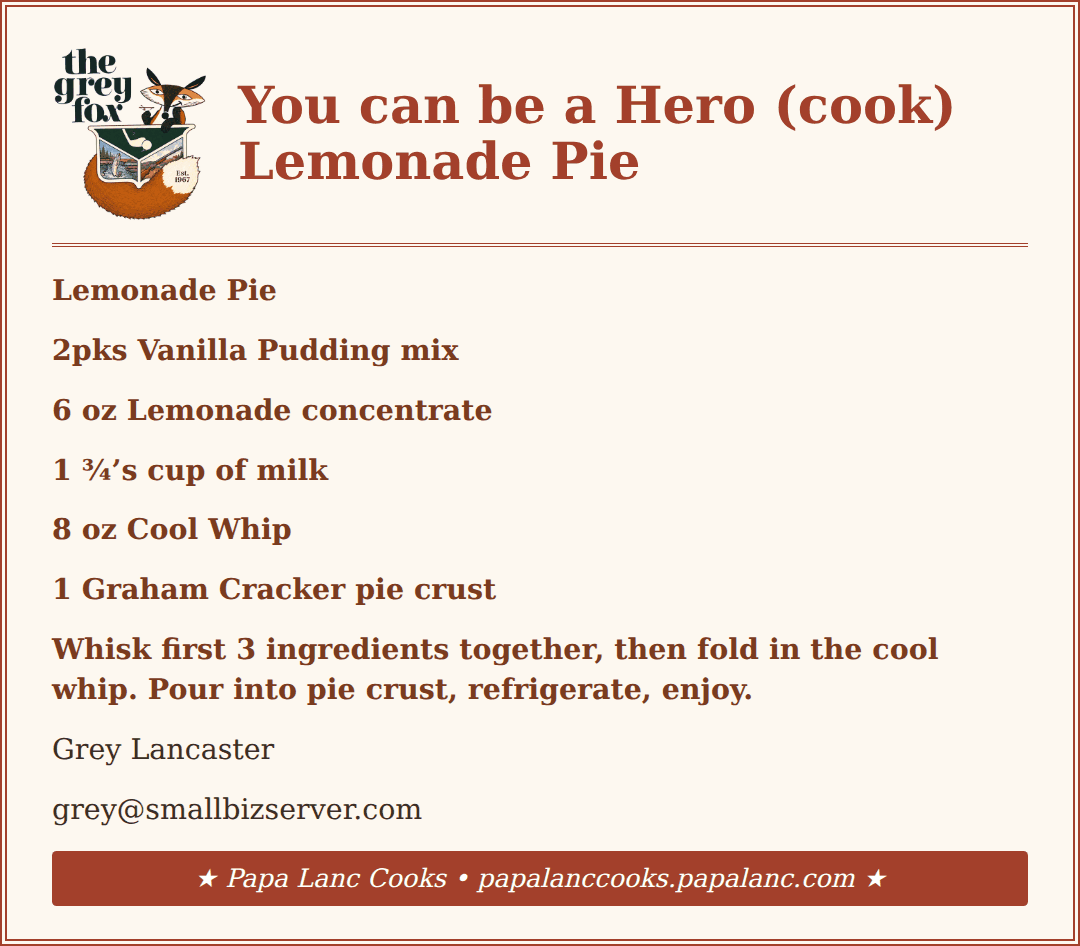 the
grey
fox
Est.
1967
You can be a Hero (cook)
Lemonade Pie
Lemonade Pie
2pks Vanilla Pudding mix
6 oz Lemonade concentrate
1 ¾’s cup of milk
8 oz Cool Whip
1 Graham Cracker pie crust
Whisk first 3 ingredients together, then fold in the cool
whip. Pour into pie crust, refrigerate, enjoy.
Grey Lancaster
grey@smallbizserver.com
★ Papa Lanc Cooks • papalanccooks.papalanc.com ★